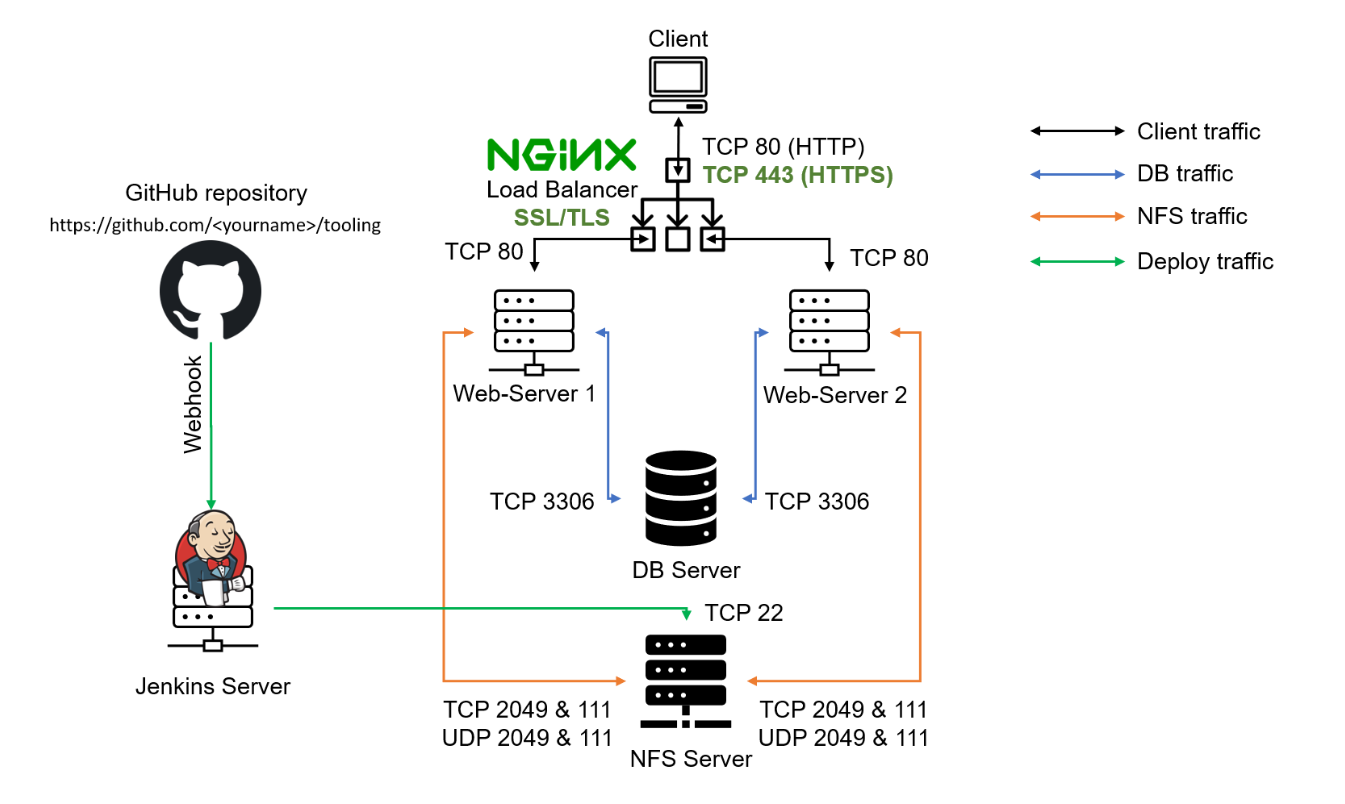 Client
TCP 80 (HTTP)
TCP 443 (HTTPS)
NGiNX
Load Balancer
SSL/TLS
Client traffic
DB traffic
NFS traffic
Deploy traffic
GitHub repository
https://github.com/<yourname>/tooling
TCP 80
TCP 80
Webhook
Web-Server 1
Web-Server 2
TCP 3306
TCP 3306
DB Server
TCP 22
Jenkins Server
TCP 2049 & 111
UDP 2049 & 111
TCP 2049 & 111
UDP 2049 & 111
NFS Server